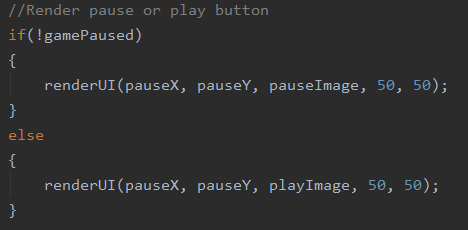 //Render pause or play button
if(!gamePaused)
{
    renderUI(pauseX, pauseY, pauseImage, 50, 50);
}
else
{
    renderUI(pauseX, pauseY, playImage, 50, 50);
}